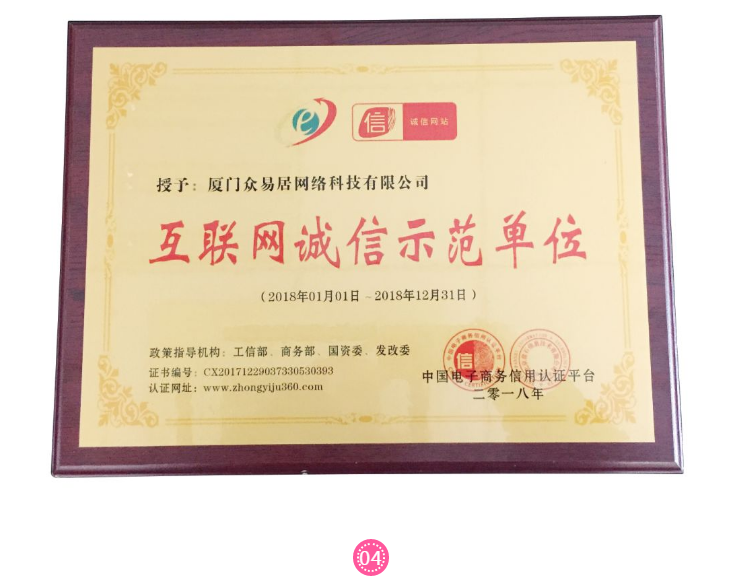 e
信 诚信网站
授予：厦门众易居网络科技有限公司
互联网诚信示范单位
（2018年01月01日 ~ 2018年12月31日）
政策指导机构：工信部、商务部、国资委、发改委
证书编号：CX20171229037330530393
认证网址：www.zhongyiju360.com
信
中国电子商务信用认证平台
二零一八年
04